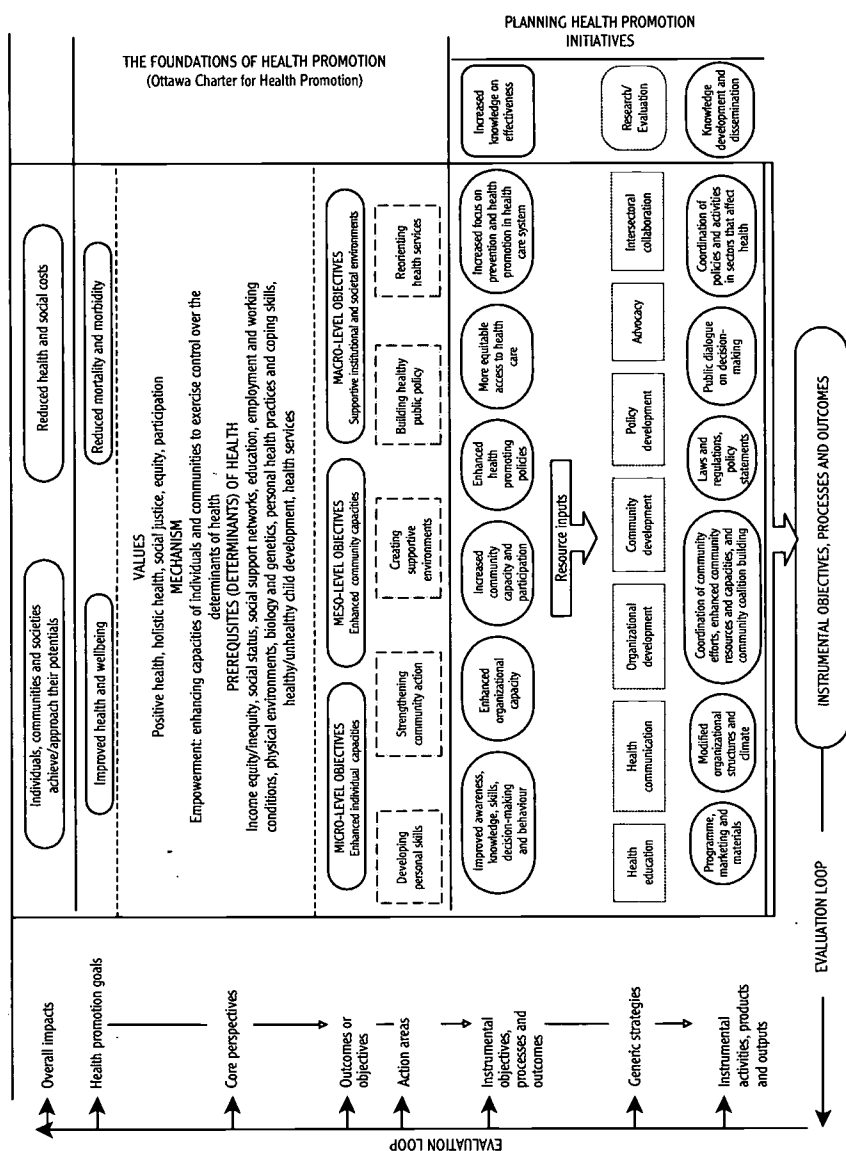 Overall impacts
Individuals, communities and societies
achieve/approach their potentials
Reduced health and social costs
Health promotion goals
Improved health and wellbeing
Reduced mortality and morbidity
THE FOUNDATIONS OF HEALTH PROMOTION
(Ottawa Charter for Health Promotion)
Core perspectives
VALUES
Positive health, holistic health, social justice, equity, participation
MECHANISM
Empowerment: enhancing capacities of individuals and communities to exercise control over the
determinants of health
PREREQUSITES (DETERMINANTS) OF HEALTH
Income equity/inequity, social status, social support networks, education, employment and working
conditions, physical environments, biology and genetics, personal health practices and coping skills,
healthy/unhealthy child development, health services
Outcomes or
objectives
MICRO-LEVEL OBJECTIVES
Enhanced individual capacities
MESO-LEVEL OBJECTIVES
Enhanced community capacities
MACRO-LEVEL OBJECTIVES
Supportive institutional and societal environments
Action areas
Developing
personal skills
Strengthening
community action
Creating
supportive
environments
Building healthy
public policy
Reorienting
health services
PLANNING HEALTH PROMOTION
INITIATIVES
Instrumental
objectives,
processes and
outcomes
Improved awareness,
knowledge, skills,
decision-making
and behaviour
Enhanced
organizational
capacity
Increased
community
capacity and
participation
Enhanced
health
promoting
policies
More equitable
access to health
care
Increased focus on
prevention and health
promotion in health
care system
Increased
knowledge on
effectiveness
Resource inputs
Generic strategies
Health
education
Health
communication
Organizational
development
Community
development
Policy
development
Advocacy
Intersectoral
collaboration
Research/
Evaluation
Instrumental
activities, products
and outputs
Programme,
marketing and
materials
Modified
organizational
structures and
climate
Coordination of community
efforts, enhanced community
resources and capacities, and
community coalition building
Laws and
regulations,
policy
statements
Public dialogue
on decision-
making
Coordination of
policies and activities
in sectors that affect
health
Knowledge
development and
dissemination
INSTRUMENTAL OBJECTIVES, PROCESSES AND OUTCOMES
EVALUATION LOOP
EVALUATION LOOP